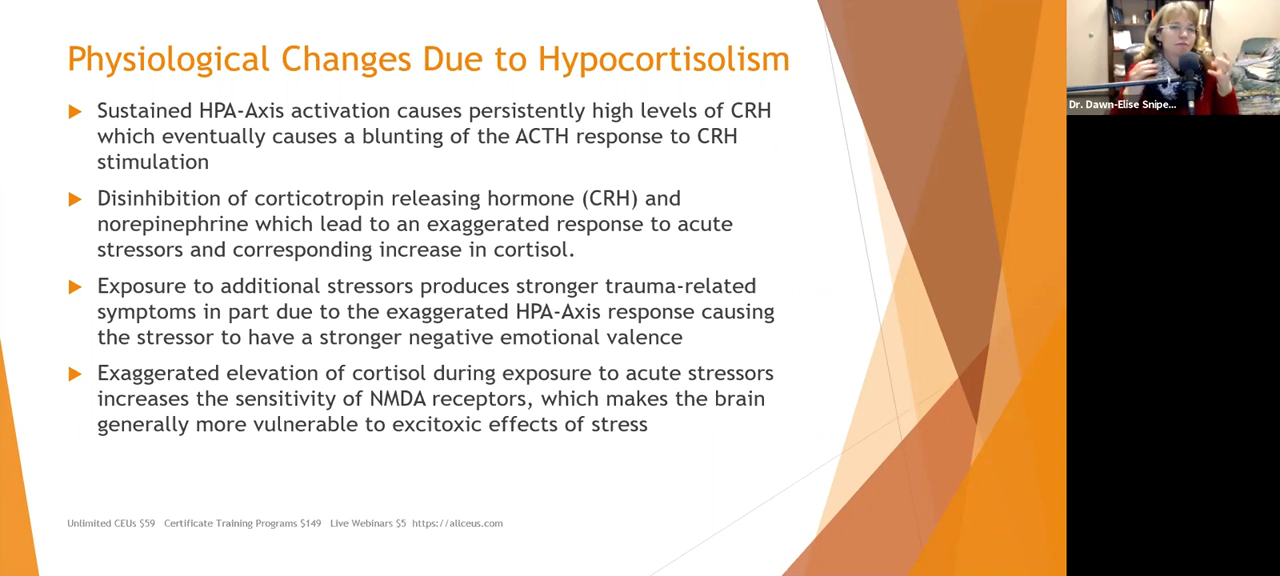 Physiological Changes Due to Hypocortisolism
Sustained HPA-Axis activation causes persistently high levels of CRH
which eventually causes a blunting of the ACTH response to CRH
stimulation
Disinhibition of corticotropin releasing hormone (CRH) and
norepinephrine which lead to an exaggerated response to acute
stressors and corresponding increase in cortisol.
Exposure to additional stressors produces stronger trauma-related
symptoms in part due to the exaggerated HPA-Axis response causing
the stressor to have a stronger negative emotional valence
Exaggerated elevation of cortisol during exposure to acute stressors
increases the sensitivity of NMDA receptors, which makes the brain
generally more vulnerable to excitoxic effects of stress
Unlimited CEUs $59 Certificate Training Programs $149 Live Webinars $5 https://allceus.com
Dr. Dawn-Elise Snipe...